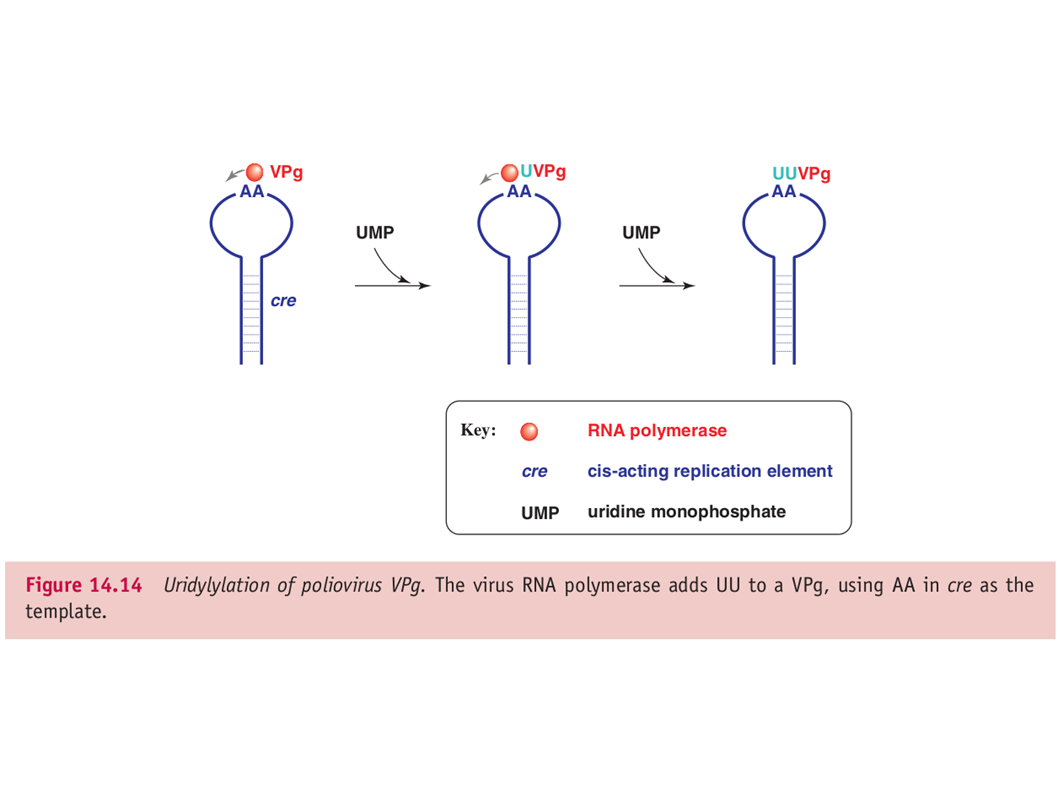 VPg
AA
cre
UMP
UVPg
AA
UMP
UUVPg
AA
Key:
RNA polymerase
cre cis-acting replication element
UMP uridine monophosphate
Figure 14.14 Uridylylation of poliovirus VPg. The virus RNA polymerase adds UU to a VPg, using AA in cre as the
template.